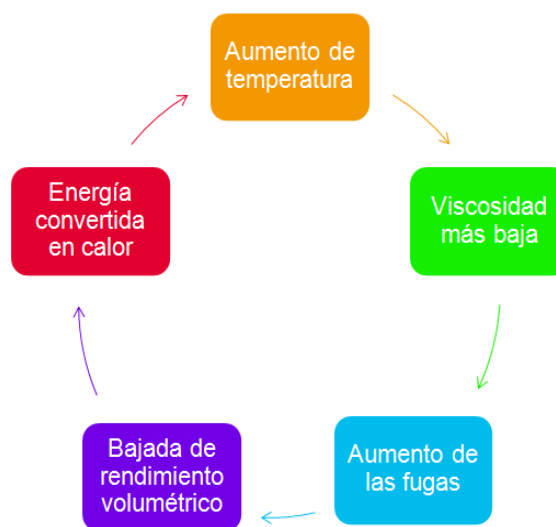 Aumento de
temperatura
Viscosidad
más baja
Aumento de
las fugas
Bajada de
rendimiento
volumétrico
Energía
convertida
en calor